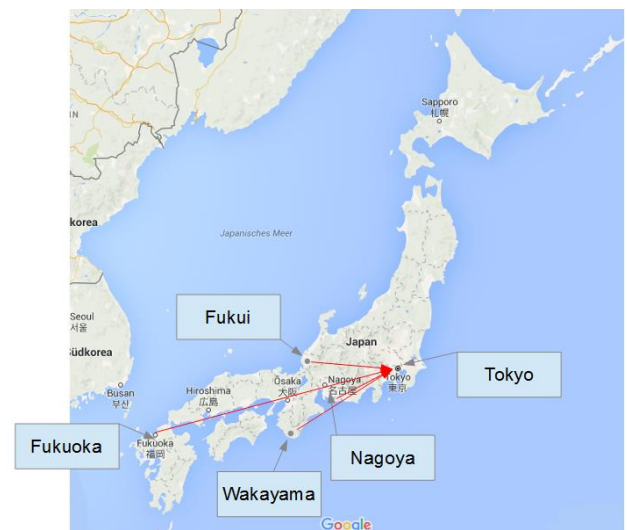 Sapporo
札幌
IN
korea
Japanisches Meer
Seoul
서울
Südkorea
Fukui
Japan
Tokyo
Tokyo
東京
Busan
부산
Hiroshima
広島
Osaka
大阪
Nagoya
名古屋
Fukuoka
Fukuoka
福岡
Nagoya
Wakayama
Google